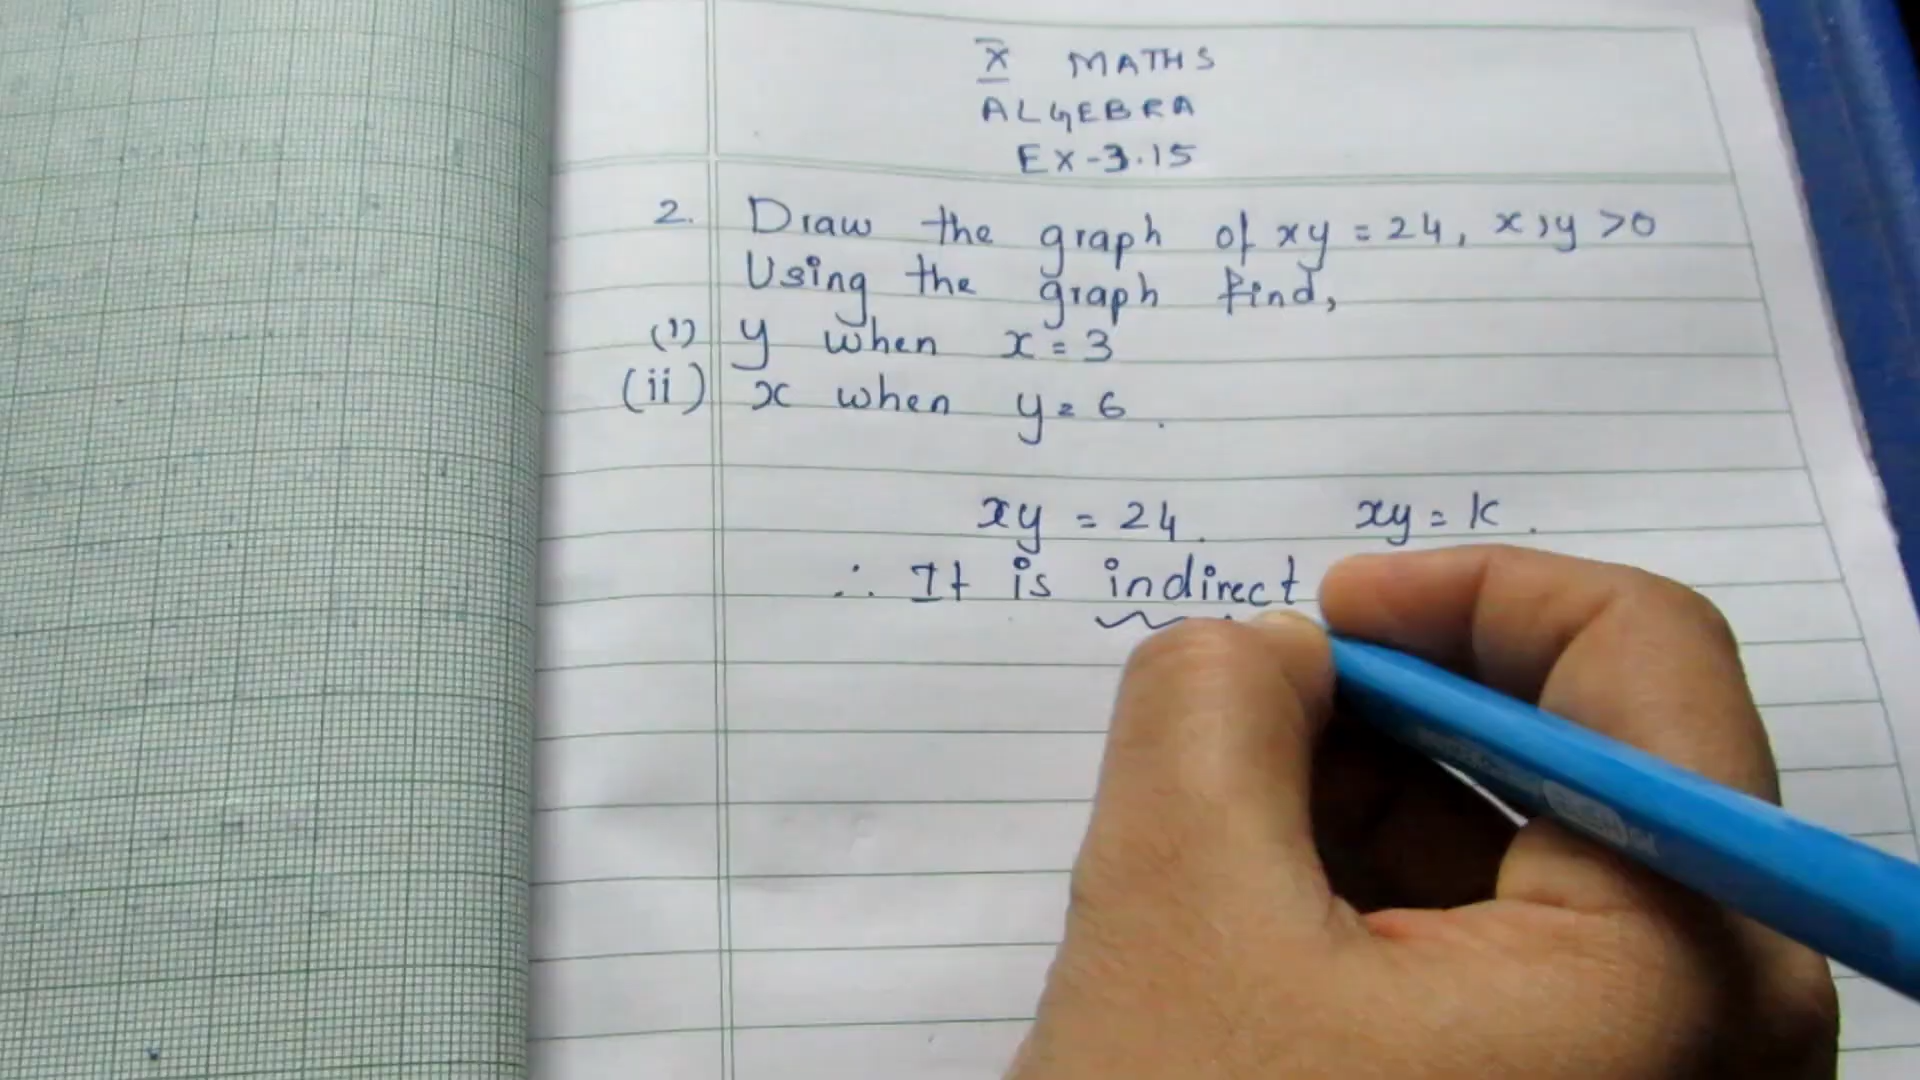 X MATHS
ALGEBRA
EX-3.15
2. Draw the graph of xy = 24, x,y >0
Using the graph find,
(i) y when x = 3
(ii) x when y = 6.
xy = 24. xy = K.
∴ It is indirect